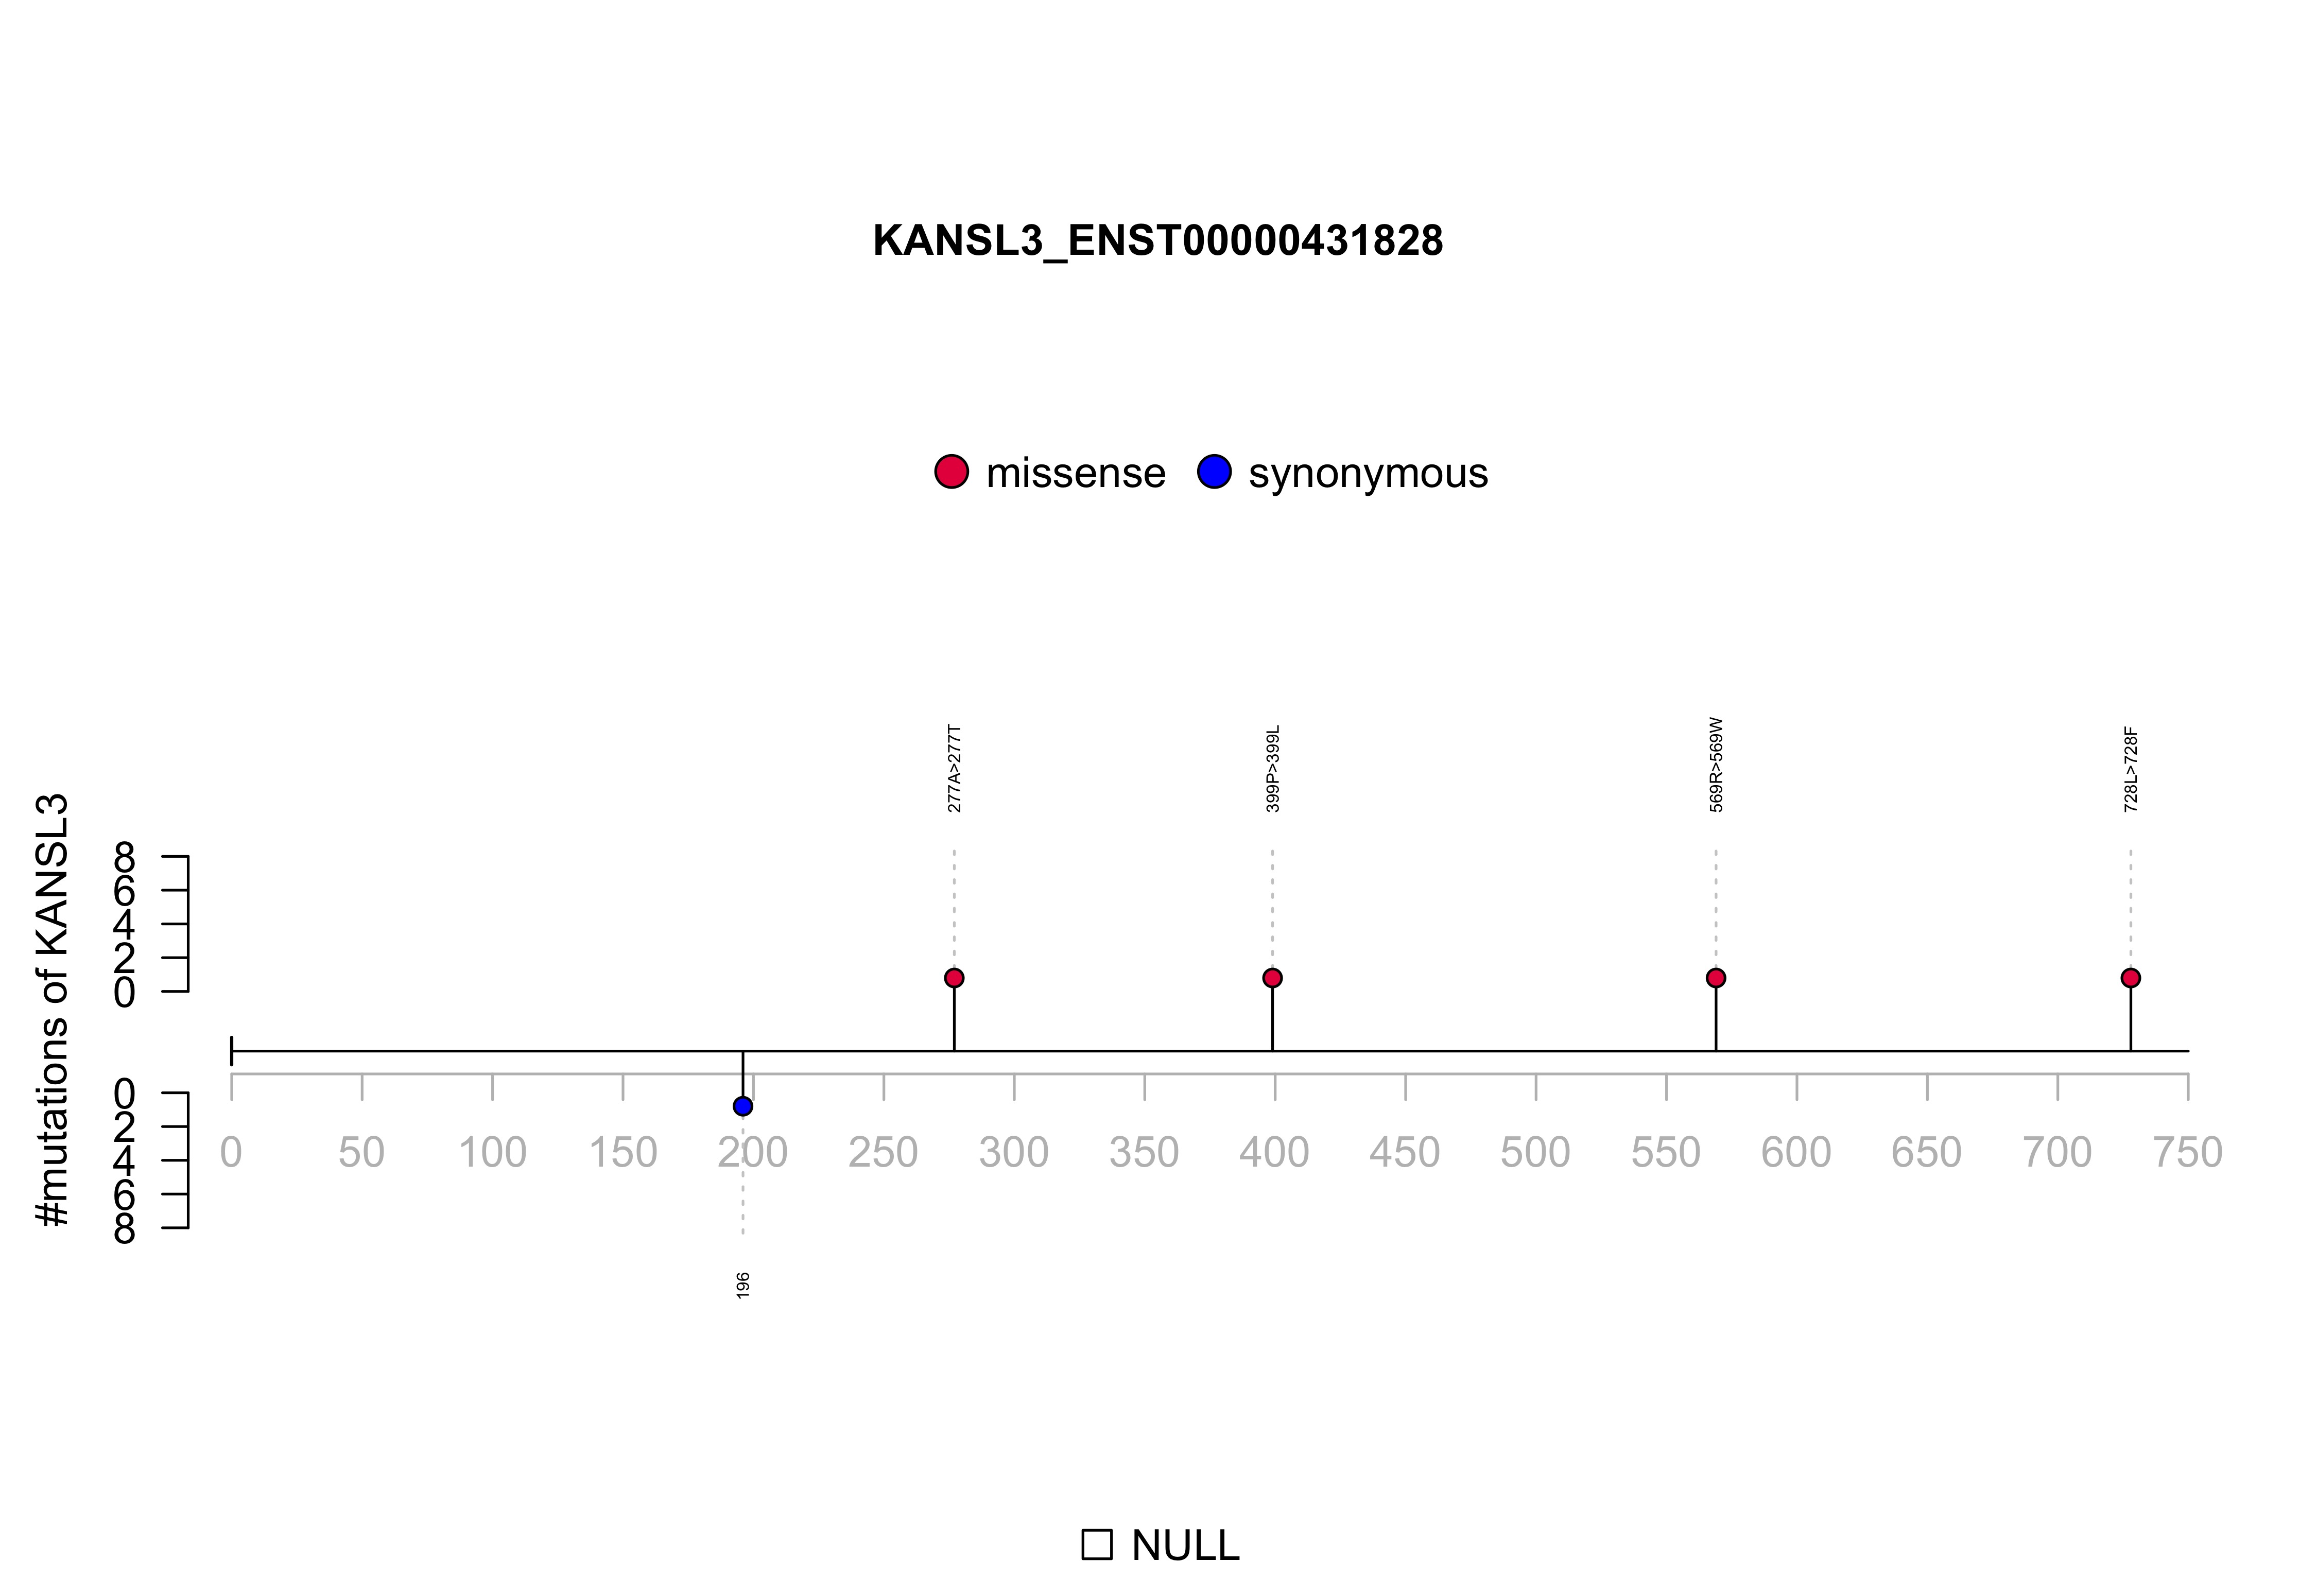 KANSL3_ENST00000431828
missense
synonymous
277A>277T
399P>399L
569R>569W
728L>728F
#mutations of KANSL3
8
6
4
2
0
0
2
4
6
8
0 50 100 150 200 250 300 350 400 450 500 550 600 650 700 750
196
NULL